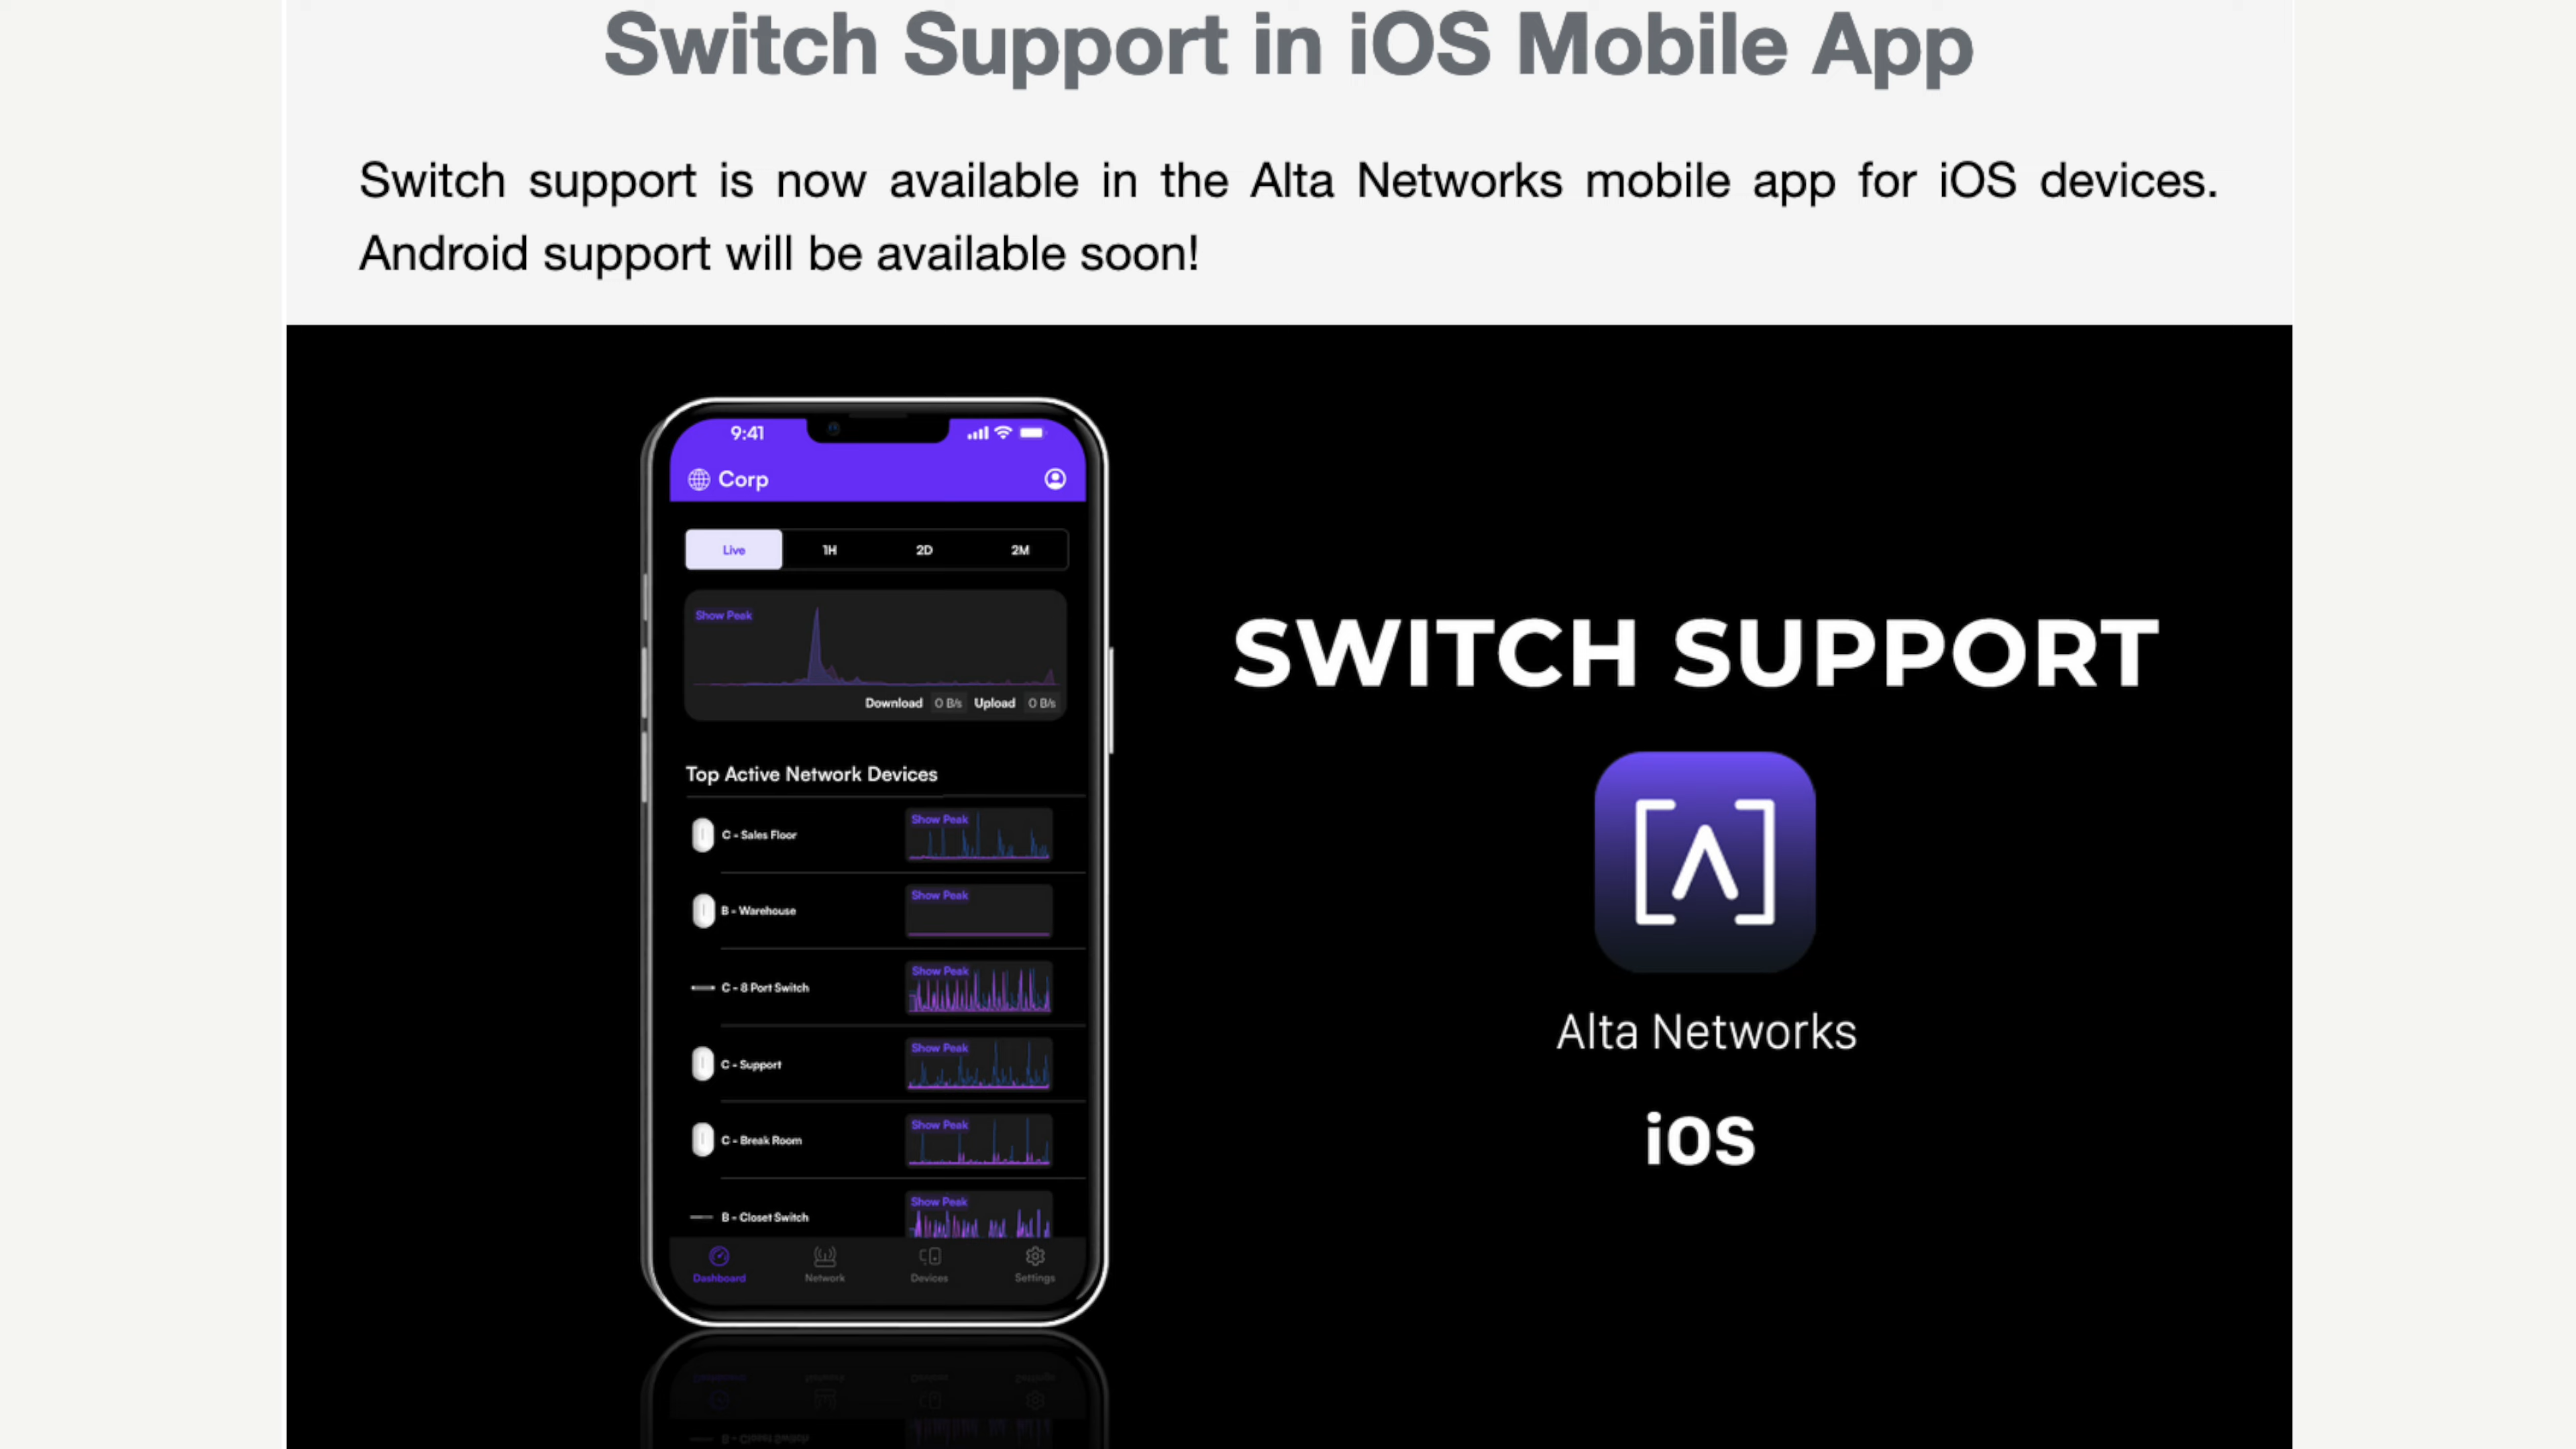 Switch Support in iOS Mobile App
Switch support is now available in the Alta Networks mobile app for iOS devices.
Android support will be available soon!
9:41
Corp
Live 1H 2D 2M
Show Peak
Download 0 B/s Upload 0 B/s
Top Active Network Devices
C - Sales Floor Show Peak
B - Warehouse Show Peak
C - 8 Port Switch Show Peak
C - Support Show Peak
C - Break Room Show Peak
B - Closet Switch Show Peak
Dashboard Network Devices Settings
SWITCH SUPPORT
Alta Networks
iOS